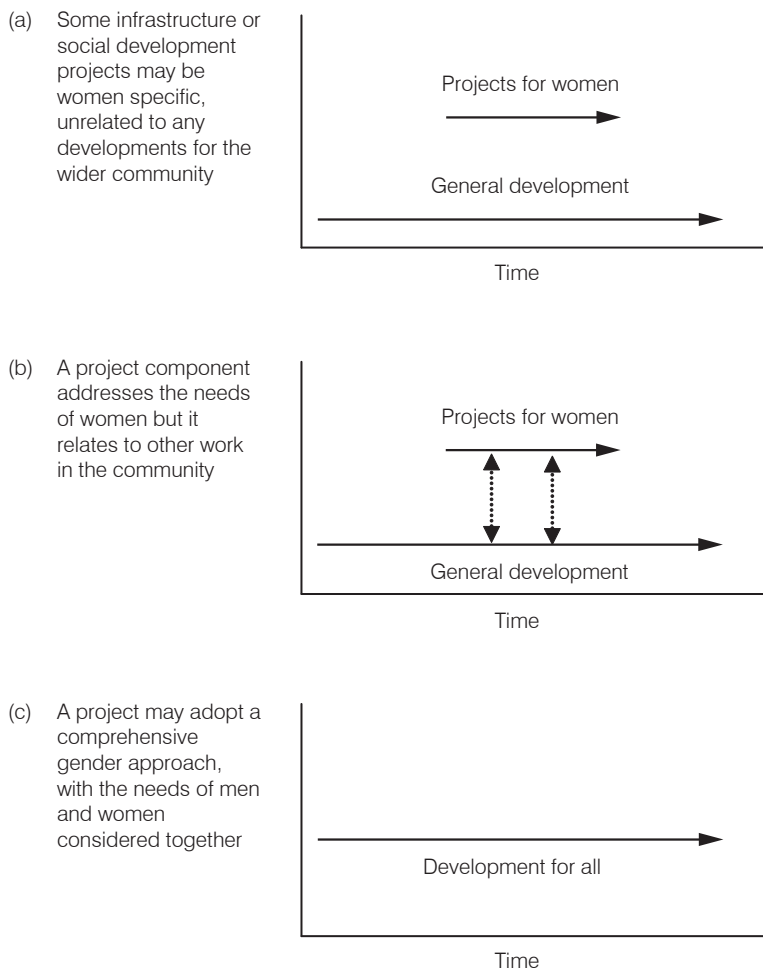 (a) Some infrastructure or
social development
projects may be
women specific,
unrelated to any
developments for the
wider community
Projects for women
General development
Time
(b) A project component
addresses the needs
of women but it
relates to other work
in the community
Projects for women
General development
Time
(c) A project may adopt a
comprehensive
gender approach,
with the needs of men
and women
considered together
Development for all
Time